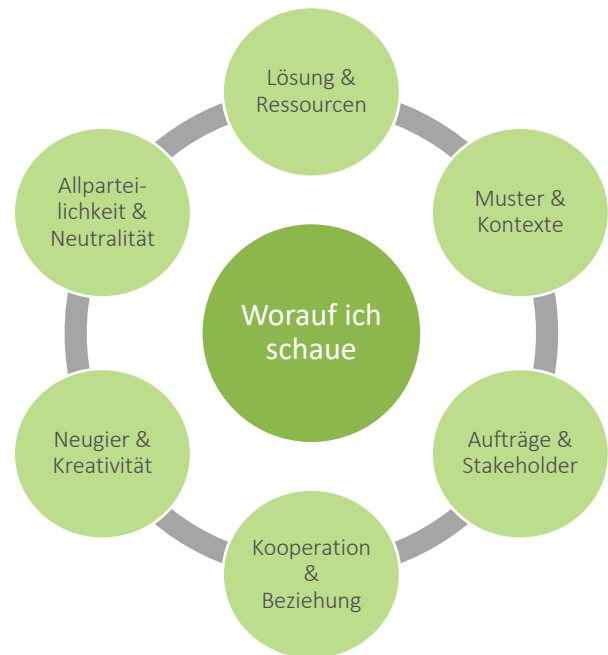 Lösung &
Ressourcen
Muster &
Kontexte
Aufträge &
Stakeholder
Kooperation
&
Beziehung
Neugier &
Kreativität
Allpartei-
lichkeit &
Neutralität
Worauf ich
schaue